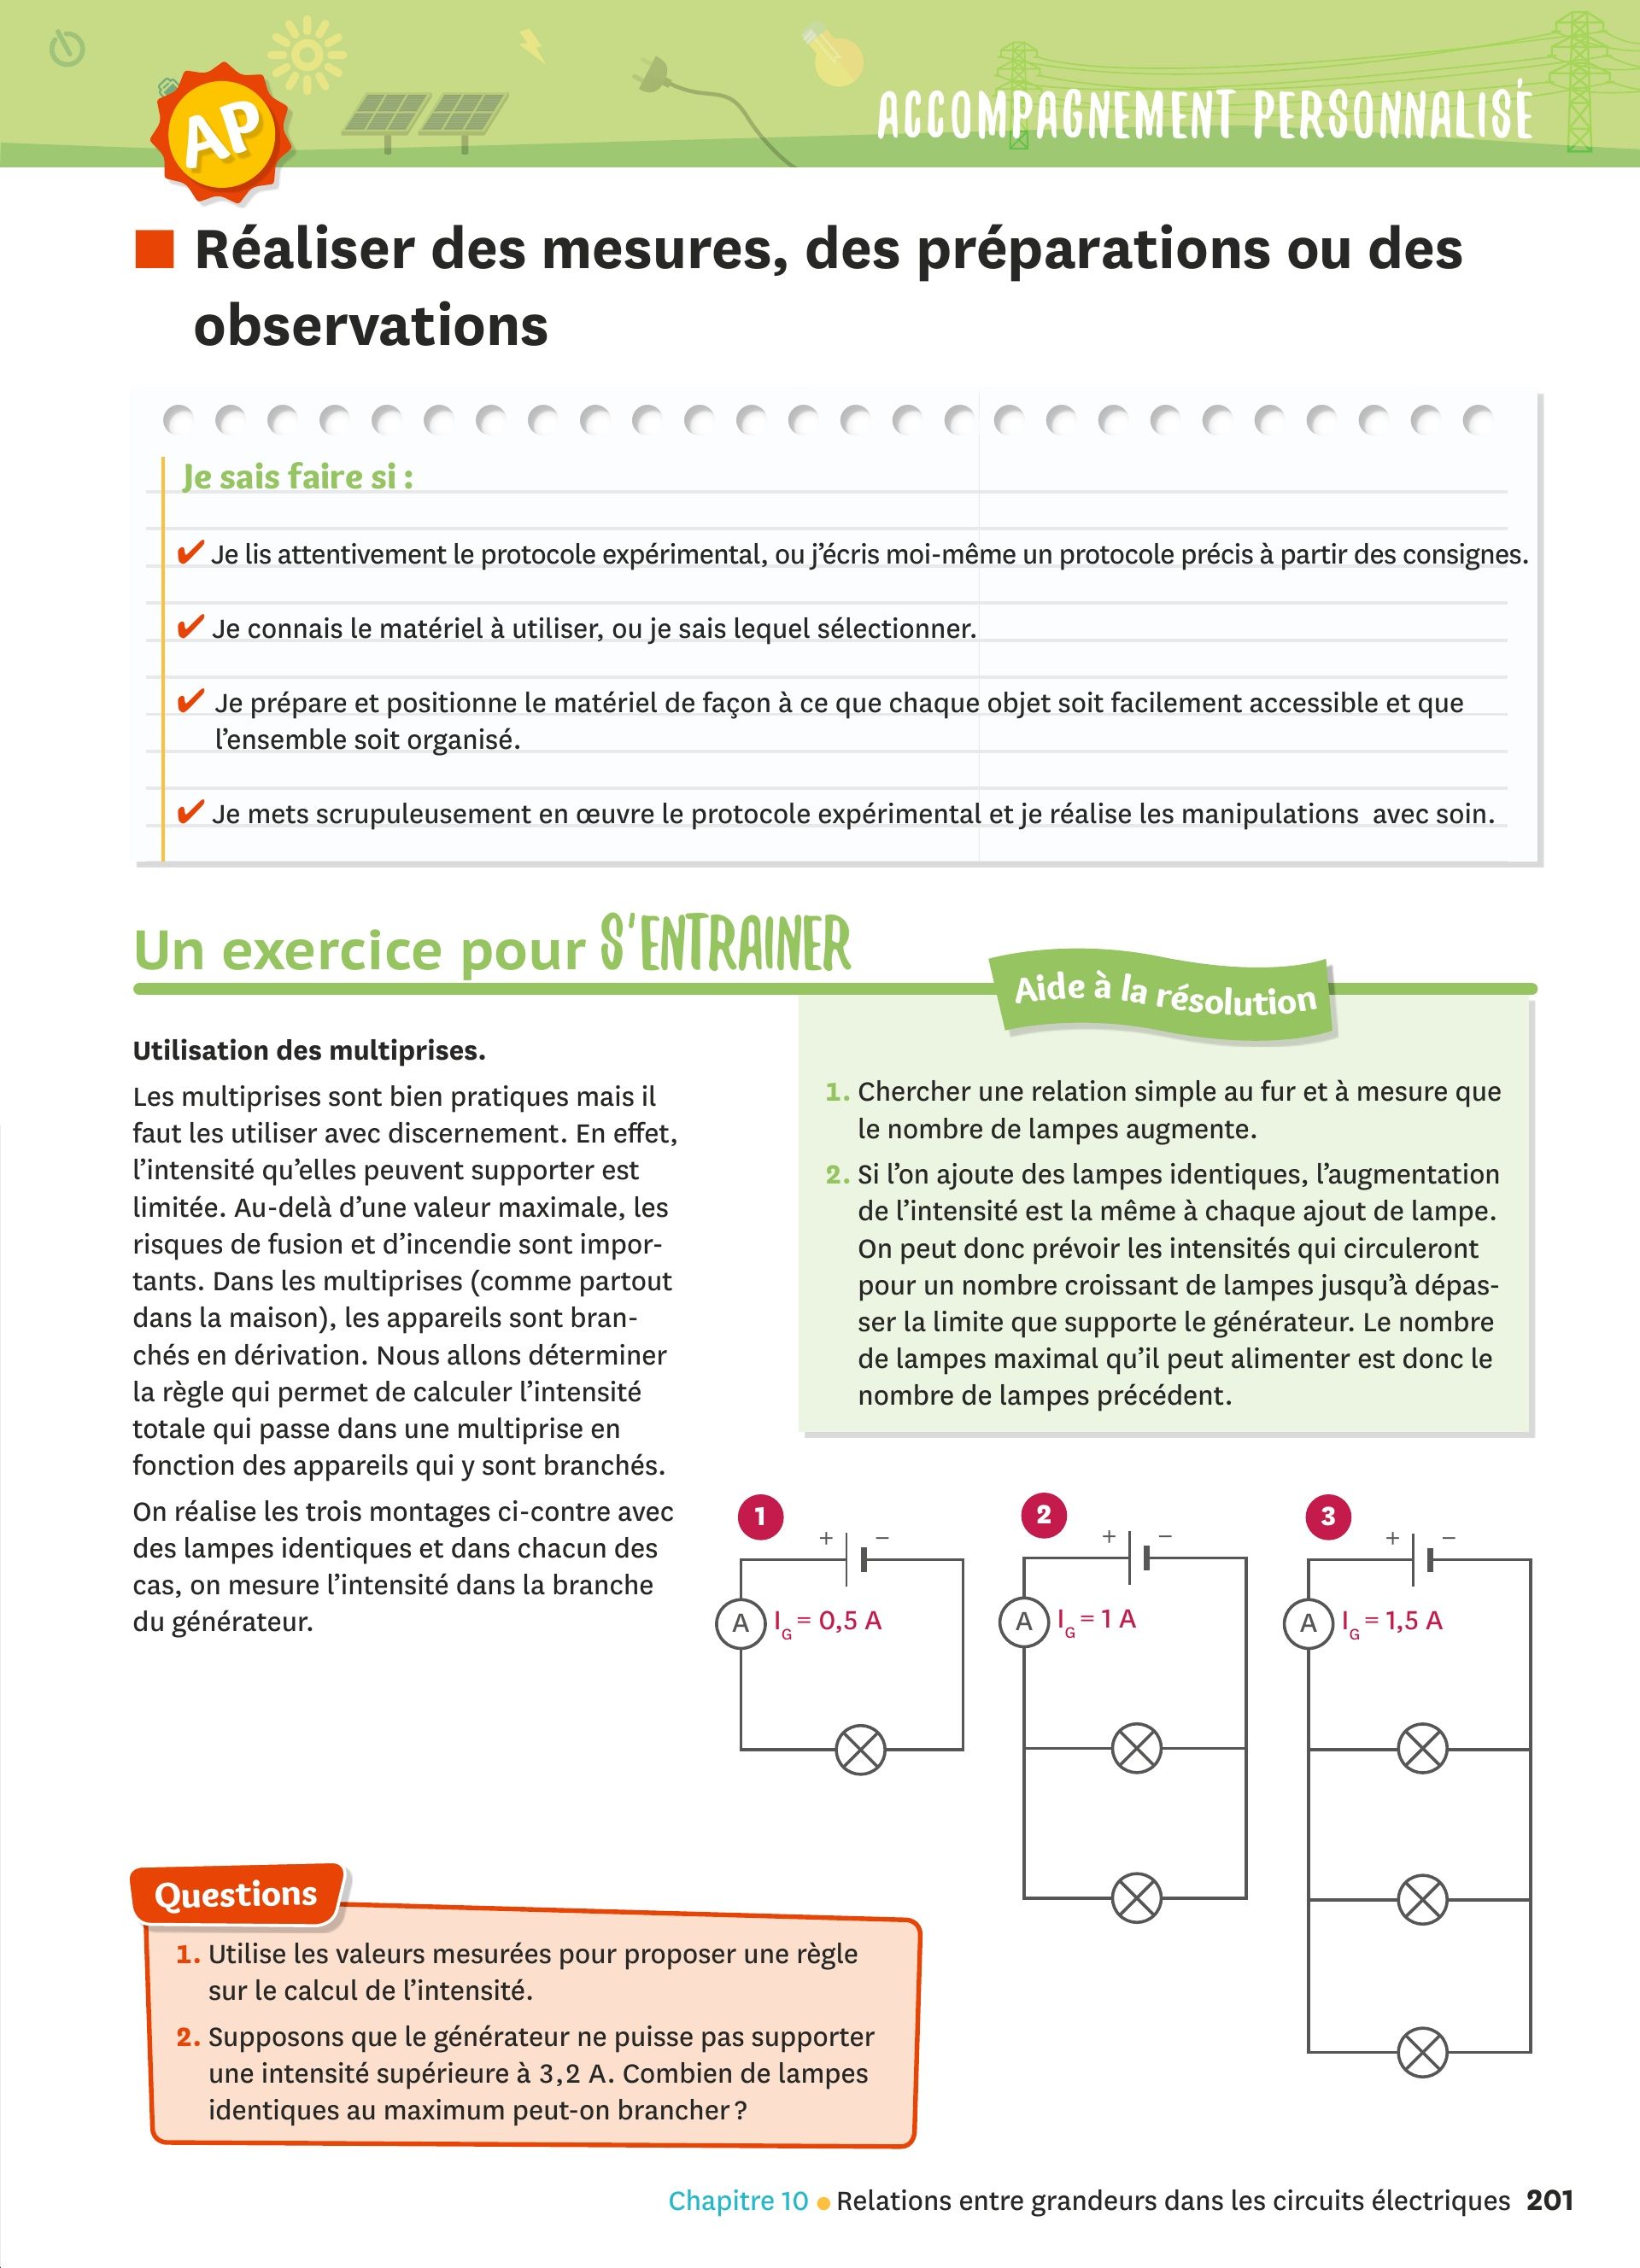 AP
ACCOMPAGNEMENT PERSONNALISÉ
Réaliser des mesures, des préparations ou des
observations
Je sais faire si :
✔ Je lis attentivement le protocole expérimental, ou j’écris moi-même un protocole précis à partir des consignes.
✔ Je connais le matériel à utiliser, ou je sais lequel sélectionner.
✔ Je prépare et positionne le matériel de façon à ce que chaque objet soit facilement accessible et que
l’ensemble soit organisé.
✔ Je mets scrupuleusement en œuvre le protocole expérimental et je réalise les manipulations avec soin.
Un exercice pour S'ENTRAINER
Utilisation des multiprises.
Les multiprises sont bien pratiques mais il
faut les utiliser avec discernement. En effet,
l’intensité qu’elles peuvent supporter est
limitée. Au-delà d’une valeur maximale, les
risques de fusion et d’incendie sont impor-
tants. Dans les multiprises (comme partout
dans la maison), les appareils sont bran-
chés en dérivation. Nous allons déterminer
la règle qui permet de calculer l’intensité
totale qui passe dans une multiprise en
fonction des appareils qui y sont branchés.
On réalise les trois montages ci-contre avec
des lampes identiques et dans chacun des
cas, on mesure l’intensité dans la branche
du générateur.
Aide à la résolution
1. Chercher une relation simple au fur et à mesure que
le nombre de lampes augmente.
2. Si l’on ajoute des lampes identiques, l’augmentation
de l’intensité est la même à chaque ajout de lampe.
On peut donc prévoir les intensités qui circuleront
pour un nombre croissant de lampes jusqu’à dépas-
ser la limite que supporte le générateur. Le nombre
de lampes maximal qu’il peut alimenter est donc le
nombre de lampes précédent.
1
+ −
A I_G = 0,5 A
2
+ −
A I_G = 1 A
3
+ −
A I_G = 1,5 A
Questions
1. Utilise les valeurs mesurées pour proposer une règle
sur le calcul de l’intensité.
2. Supposons que le générateur ne puisse pas supporter
une intensité supérieure à 3,2 A. Combien de lampes
identiques au maximum peut-on brancher ?
Chapitre 10 • Relations entre grandeurs dans les circuits électriques 201